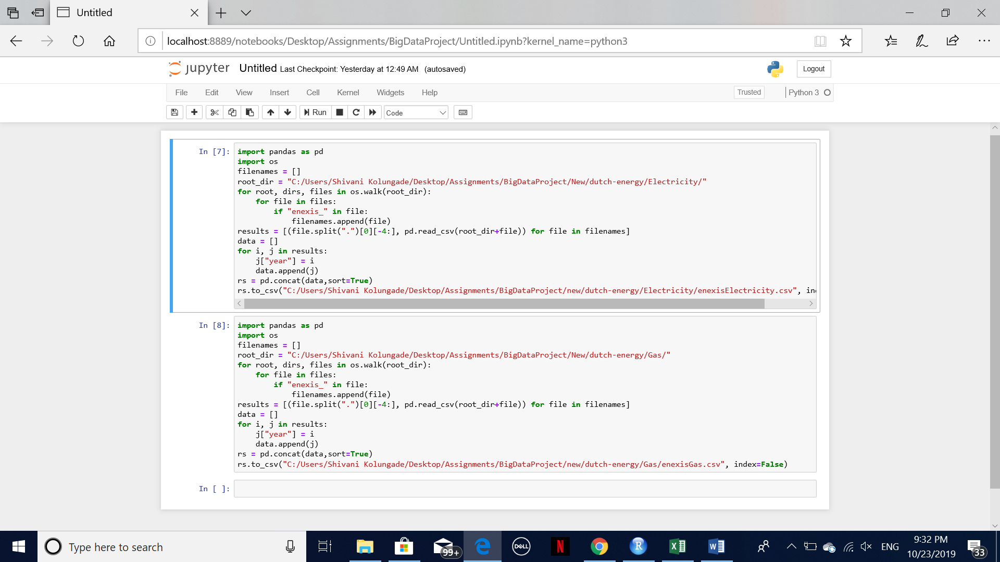 Untitled
localhost:8889/notebooks/Desktop/Assignments/BigDataProject/Untitled.ipynb?kernel_name=python3
jupyter Untitled Last Checkpoint: Yesterday at 12:49 AM (autosaved)
Logout
File Edit View Insert Cell Kernel Widgets Help
Trusted
Python 3
Run
Code
In [7]:
import pandas as pd
import os
filenames = []
root_dir = "C:/Users/Shivani Kolungade/Desktop/Assignments/BigDataProject/New/dutch-energy/Electricity/"
for root, dirs, files in os.walk(root_dir):
    for file in files:
        if "enexis_" in file:
            filenames.append(file)
results = [(file.split(".")[0][-4:], pd.read_csv(root_dir+file)) for file in filenames]
data = []
for i, j in results:
    j["year"] = i
    data.append(j)
rs = pd.concat(data,sort=True)
rs.to_csv("C:/Users/Shivani Kolungade/Desktop/Assignments/BigDataProject/new/dutch-energy/Electricity/enexisElectricity.csv", in
In [8]:
import pandas as pd
import os
filenames = []
root_dir = "C:/Users/Shivani Kolungade/Desktop/Assignments/BigDataProject/New/dutch-energy/Gas/"
for root, dirs, files in os.walk(root_dir):
    for file in files:
        if "enexis_" in file:
            filenames.append(file)
results = [(file.split(".")[0][-4:], pd.read_csv(root_dir+file)) for file in filenames]
data = []
for i, j in results:
    j["year"] = i
    data.append(j)
rs = pd.concat(data,sort=True)
rs.to_csv("C:/Users/Shivani Kolungade/Desktop/Assignments/BigDataProject/new/dutch-energy/Gas/enexisGas.csv", index=False)
In [ ]:
Type here to search
99+
DELL
N
R
X
W
ENG
9:32 PM
10/23/2019
33